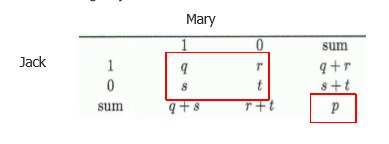 Mary
1 0 sum
Jack
1 q r q + r
0 s t s + t
sum q + s r + t p